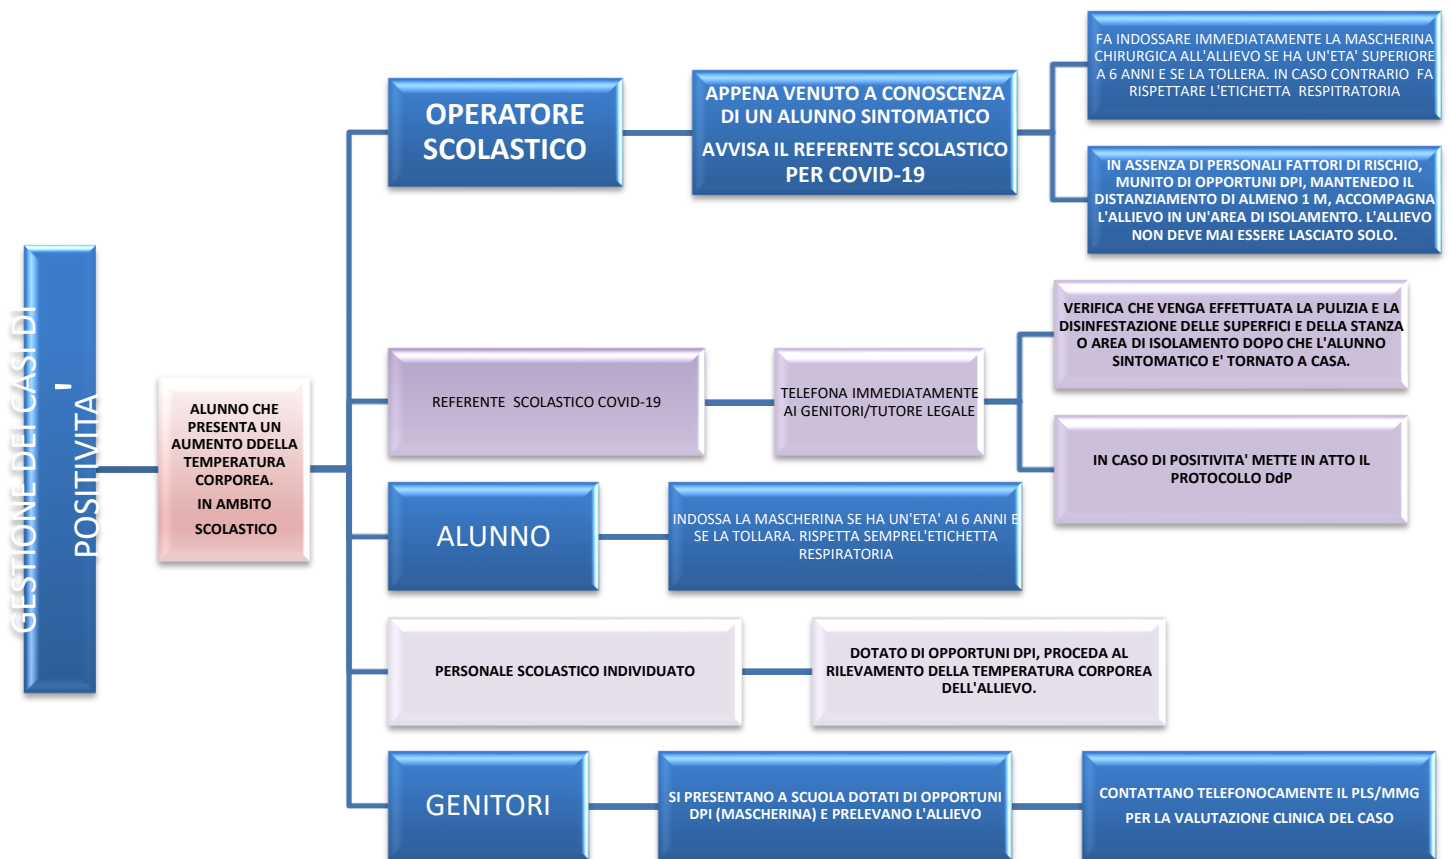 GESTIONE DEI CASI DI
POSITIVITA'
ALUNNO CHE
PRESENTA UN
AUMENTO DDELLA
TEMPERATURA
CORPOREA.
IN AMBITO
SCOLASTICO
OPERATORE
SCOLASTICO
APPENA VENUTO A CONOSCENZA
DI UN ALUNNO SINTOMATICO
AVVISA IL REFERENTE SCOLASTICO
PER COVID-19
FA INDOSSARE IMMEDIATAMENTE LA MASCHERINA
CHIRURGICA ALL'ALLIEVO SE HA UN'ETA' SUPERIORE
A 6 ANNI E SE LA TOLLERA. IN CASO CONTRARIO FA
RISPETTARE L'ETICHETTA RESPITRATORIA
IN ASSENZA DI PERSONALI FATTORI DI RISCHIO,
MUNITO DI OPPORTUNI DPI, MANTENEDO IL
DISTANZIAMENTO DI ALMENO 1 M, ACCOMPAGNA
L'ALLIEVO IN UN'AREA DI ISOLAMENTO. L'ALLIEVO
NON DEVE MAI ESSERE LASCIATO SOLO.
REFERENTE SCOLASTICO COVID-19
TELEFONA IMMEDIATAMENTE
AI GENITORI/TUTORE LEGALE
VERIFICA CHE VENGA EFFETTUATA LA PULIZIA E LA
DISINFESTAZIONE DELLE SUPERFICI E DELLA STANZA
O AREA DI ISOLAMENTO DOPO CHE L'ALUNNO
SINTOMATICO E' TORNATO A CASA.
IN CASO DI POSITIVITA' METTE IN ATTO IL
PROTOCOLLO DdP
ALUNNO
INDOSSA LA MASCHERINA SE HA UN'ETA' AI 6 ANNI E
SE LA TOLLARA. RISPETTA SEMPREL'ETICHETTA
RESPIRATORIA
PERSONALE SCOLASTICO INDIVIDUATO
DOTATO DI OPPORTUNI DPI, PROCEDA AL
RILEVAMENTO DELLA TEMPERATURA CORPOREA
DELL'ALLIEVO.
GENITORI
SI PRESENTANO A SCUOLA DOTATI DI OPPORTUNI
DPI (MASCHERINA) E PRELEVANO L'ALLIEVO
CONTATTANO TELEFONOCAMENTE IL PLS/MMG
PER LA VALUTAZIONE CLINICA DEL CASO